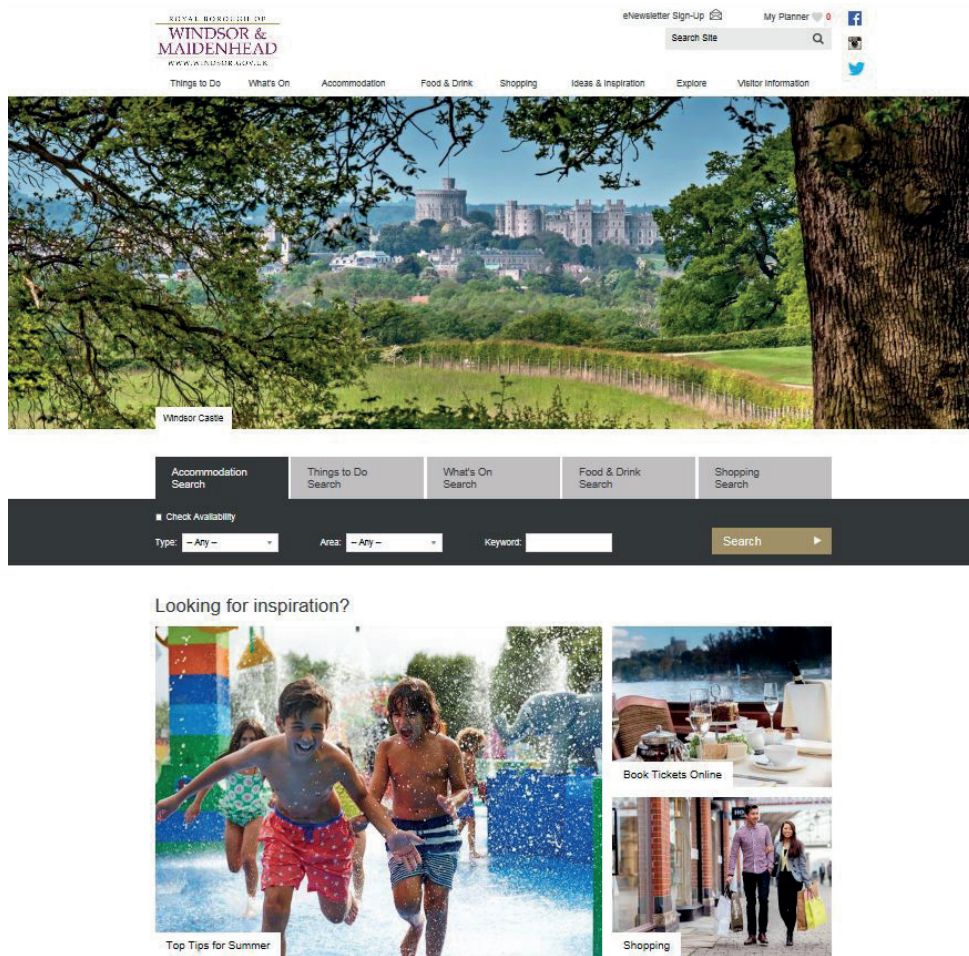 ROYAL BOROUGH OF
WINDSOR &
MAIDENHEAD
WWW.WINDSOR.GOV.UK
eNewsletter Sign-Up
My Planner 0
Search Site
Things to Do What's On Accommodation Food & Drink Shopping Ideas & Inspiration Explore Visitor Information
Windsor Castle
Accommodation
Search
Things to Do
Search
What's On
Search
Food & Drink
Search
Shopping
Search
Check Availability
Type: -- Any -- Area: -- Any -- Keyword: Search
Looking for inspiration?
Top Tips for Summer
Book Tickets Online
Shopping